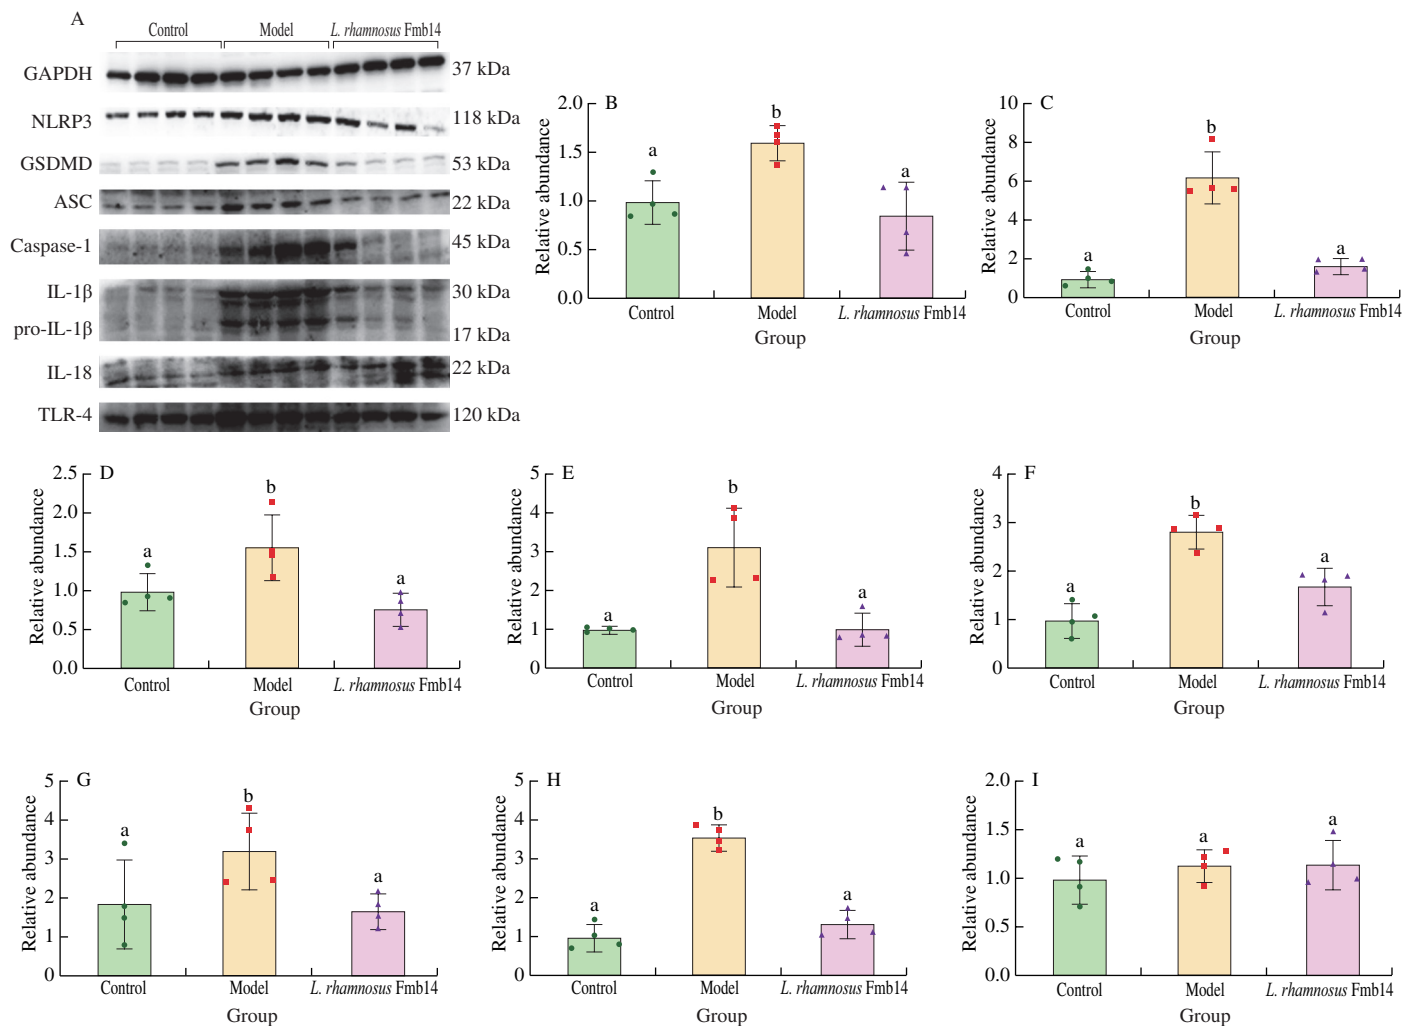 A
Control
Model
L. rhamnosus Fmb14
GAPDH
37 kDa
NLRP3
118 kDa
GSDMD
53 kDa
ASC
22 kDa
Caspase-1
45 kDa
IL-1β
30 kDa
pro-IL-1β
17 kDa
IL-18
22 kDa
TLR-4
120 kDa
B
Relative abundance
2.0
1.5
1.0
0.5
0.0
a
b
a
Control
Model
L. rhamnosus Fmb14
Group
C
Relative abundance
10
8
6
4
2
0
a
b
a
Control
Model
L. rhamnosus Fmb14
Group
D
Relative abundance
2.5
2.0
1.5
1.0
0.5
0.0
a
b
a
Control
Model
L. rhamnosus Fmb14
Group
E
Relative abundance
5
4
3
2
1
0
a
b
a
Control
Model
L. rhamnosus Fmb14
Group
F
Relative abundance
4
3
2
1
0
a
b
a
Control
Model
L. rhamnosus Fmb14
Group
G
Relative abundance
5
4
3
2
1
0
a
b
a
Control
Model
L. rhamnosus Fmb14
Group
H
Relative abundance
5
4
3
2
1
0
a
b
a
Control
Model
L. rhamnosus Fmb14
Group
I
Relative abundance
2.0
1.5
1.0
0.5
0.0
a
a
a
Control
Model
L. rhamnosus Fmb14
Group